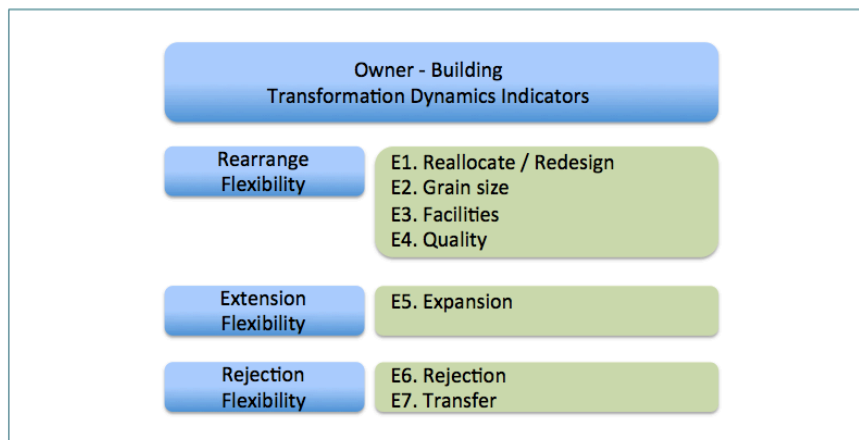 Owner - Building
Transformation Dynamics Indicators
Rearrange
Flexibility
E1. Reallocate / Redesign
E2. Grain size
E3. Facilities
E4. Quality
Extension
Flexibility
E5. Expansion
Rejection
Flexibility
E6. Rejection
E7. Transfer